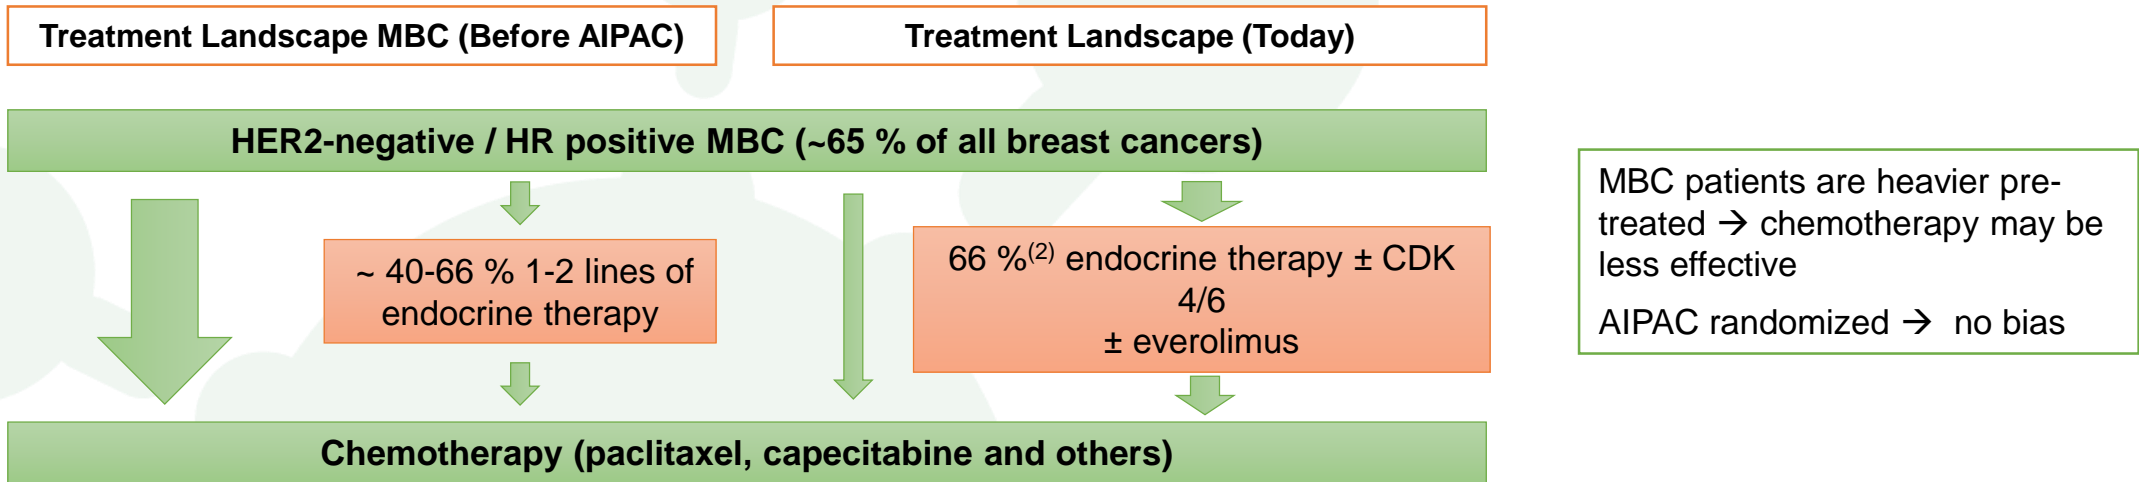 Treatment Landscape MBC (Before AIPAC)
Treatment Landscape (Today)
HER2-negative / HR positive MBC (~65 % of all breast cancers)
~ 40-66 % 1-2 lines of
endocrine therapy
66 %(2) endocrine therapy ± CDK
4/6
± everolimus
Chemotherapy (paclitaxel, capecitabine and others)
MBC patients are heavier pre-
treated → chemotherapy may be
less effective
AIPAC randomized → no bias